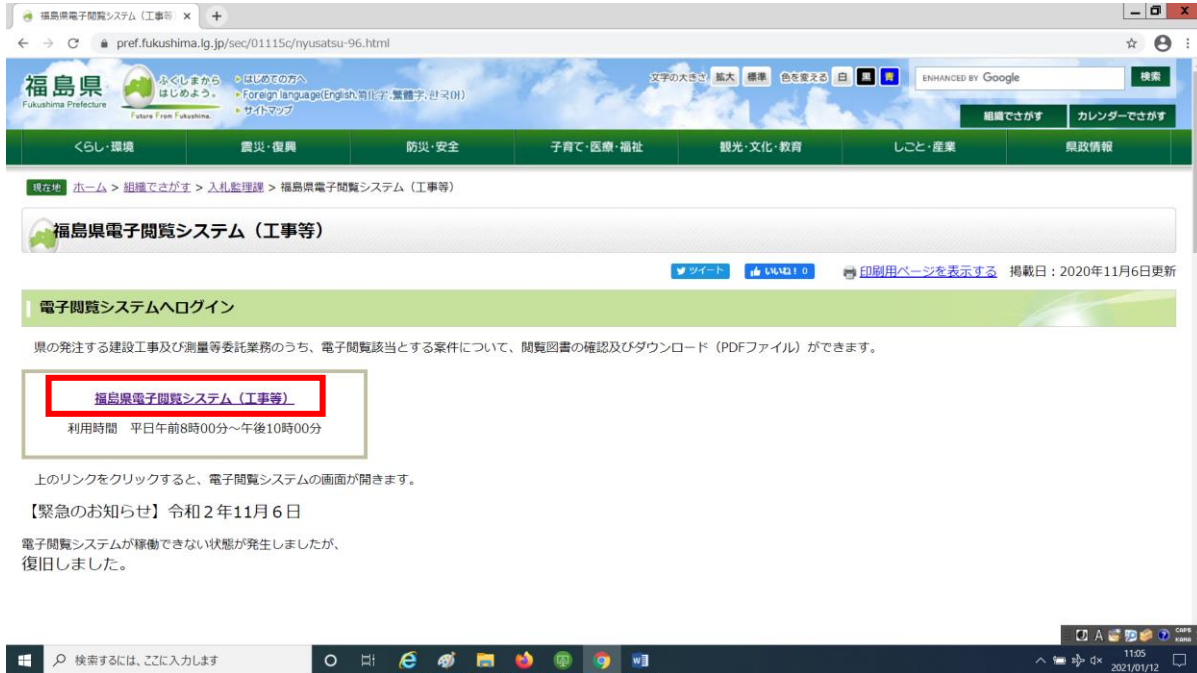 福島県電子閲覧システム（工事等）
pref.fukushima.lg.jp/sec/01115c/nyusatsu-96.html
福島県
Fukushima Prefecture
ふくしまから
はじめよう。
Future From Fukushima.
はじめての方へ
Foreign language(English,简化字,繁體字,한국어)
サイトマップ
文字の大きさ 拡大 標準 色を変える 白 黒 青
ENHANCED BY Google 検索
組織でさがす カレンダーでさがす
くらし・環境 震災・復興 防災・安全 子育て・医療・福祉 観光・文化・教育 しごと・産業 県政情報
現在地 ホーム > 組織でさがす > 入札監理課 > 福島県電子閲覧システム（工事等）
福島県電子閲覧システム（工事等）
ツイート いいね！ 0 印刷用ページを表示する 掲載日：2020年11月6日更新
電子閲覧システムへログイン
県の発注する建設工事及び測量等委託業務のうち、電子閲覧該当とする案件について、閲覧図書の確認及びダウンロード（PDFファイル）ができます。
福島県電子閲覧システム（工事等）
利用時間　平日午前8時00分～午後10時00分
上のリンクをクリックすると、電子閲覧システムの画面が開きます。
【緊急のお知らせ】令和２年11月６日
電子閲覧システムが稼働できない状態が発生しましたが、
復旧しました。
A
CAPS
KANA
検索するには、ここに入力します
11:05
2021/01/12